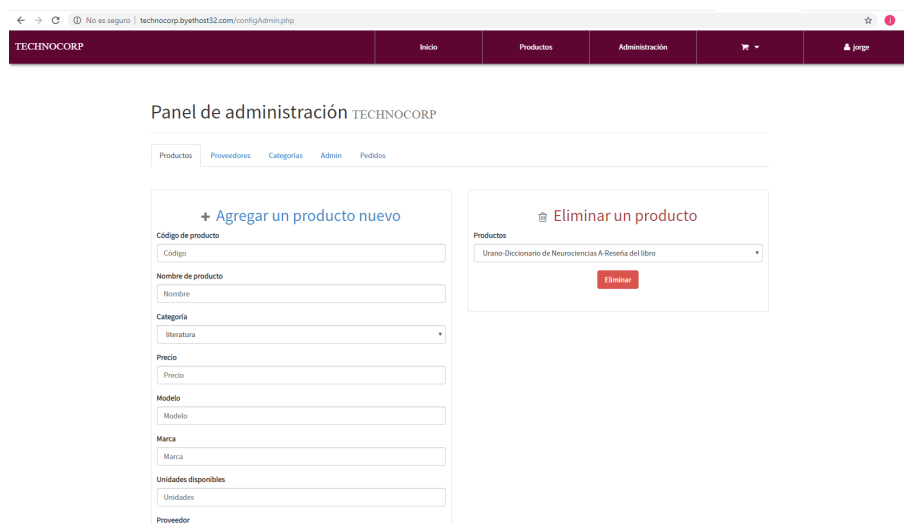 No es seguro | technocorp.byethost32.com/configAdmin.php
TECHNOCORP Inicio Productos Administración jorge
Panel de administración TECHNOCORP
Productos Proveedores Categorías Admin Pedidos
+ Agregar un producto nuevo
Código de producto
Código
Nombre de producto
Nombre
Categoría
literatura
Precio
Precio
Modelo
Modelo
Marca
Marca
Unidades disponibles
Unidades
Proveedor
Eliminar un producto
Productos
Urano-Diccionario de Neurociencias A-Reseña del libro
Eliminar